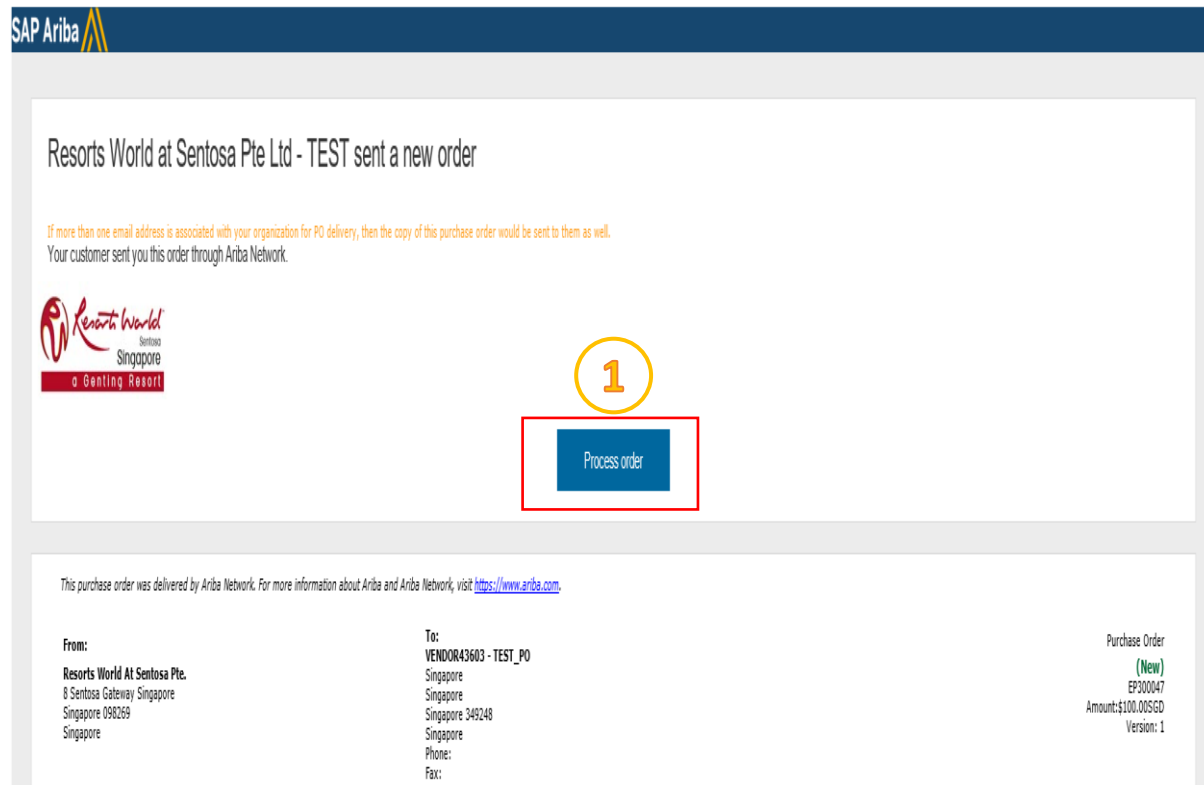 SAP Ariba
Resorts World at Sentosa Pte Ltd - TEST sent a new order
If more than one email address is associated with your organization for PO delivery, then the copy of this purchase order would be sent to them as well.
Your customer sent you this order through Ariba Network.
RW Resorts World
Sentosa
Singapore
a Genting Resort
1
Process order
This purchase order was delivered by Ariba Network. For more information about Ariba and Ariba Network, visit https://www.ariba.com.
From:
Resorts World At Sentosa Pte.
8 Sentosa Gateway Singapore
Singapore 098269
Singapore
To:
VENDOR43603 - TEST_PO
Singapore
Singapore
Singapore 349248
Singapore
Phone:
Fax:
Purchase Order
(New)
EP300047
Amount:$100.00SGD
Version: 1